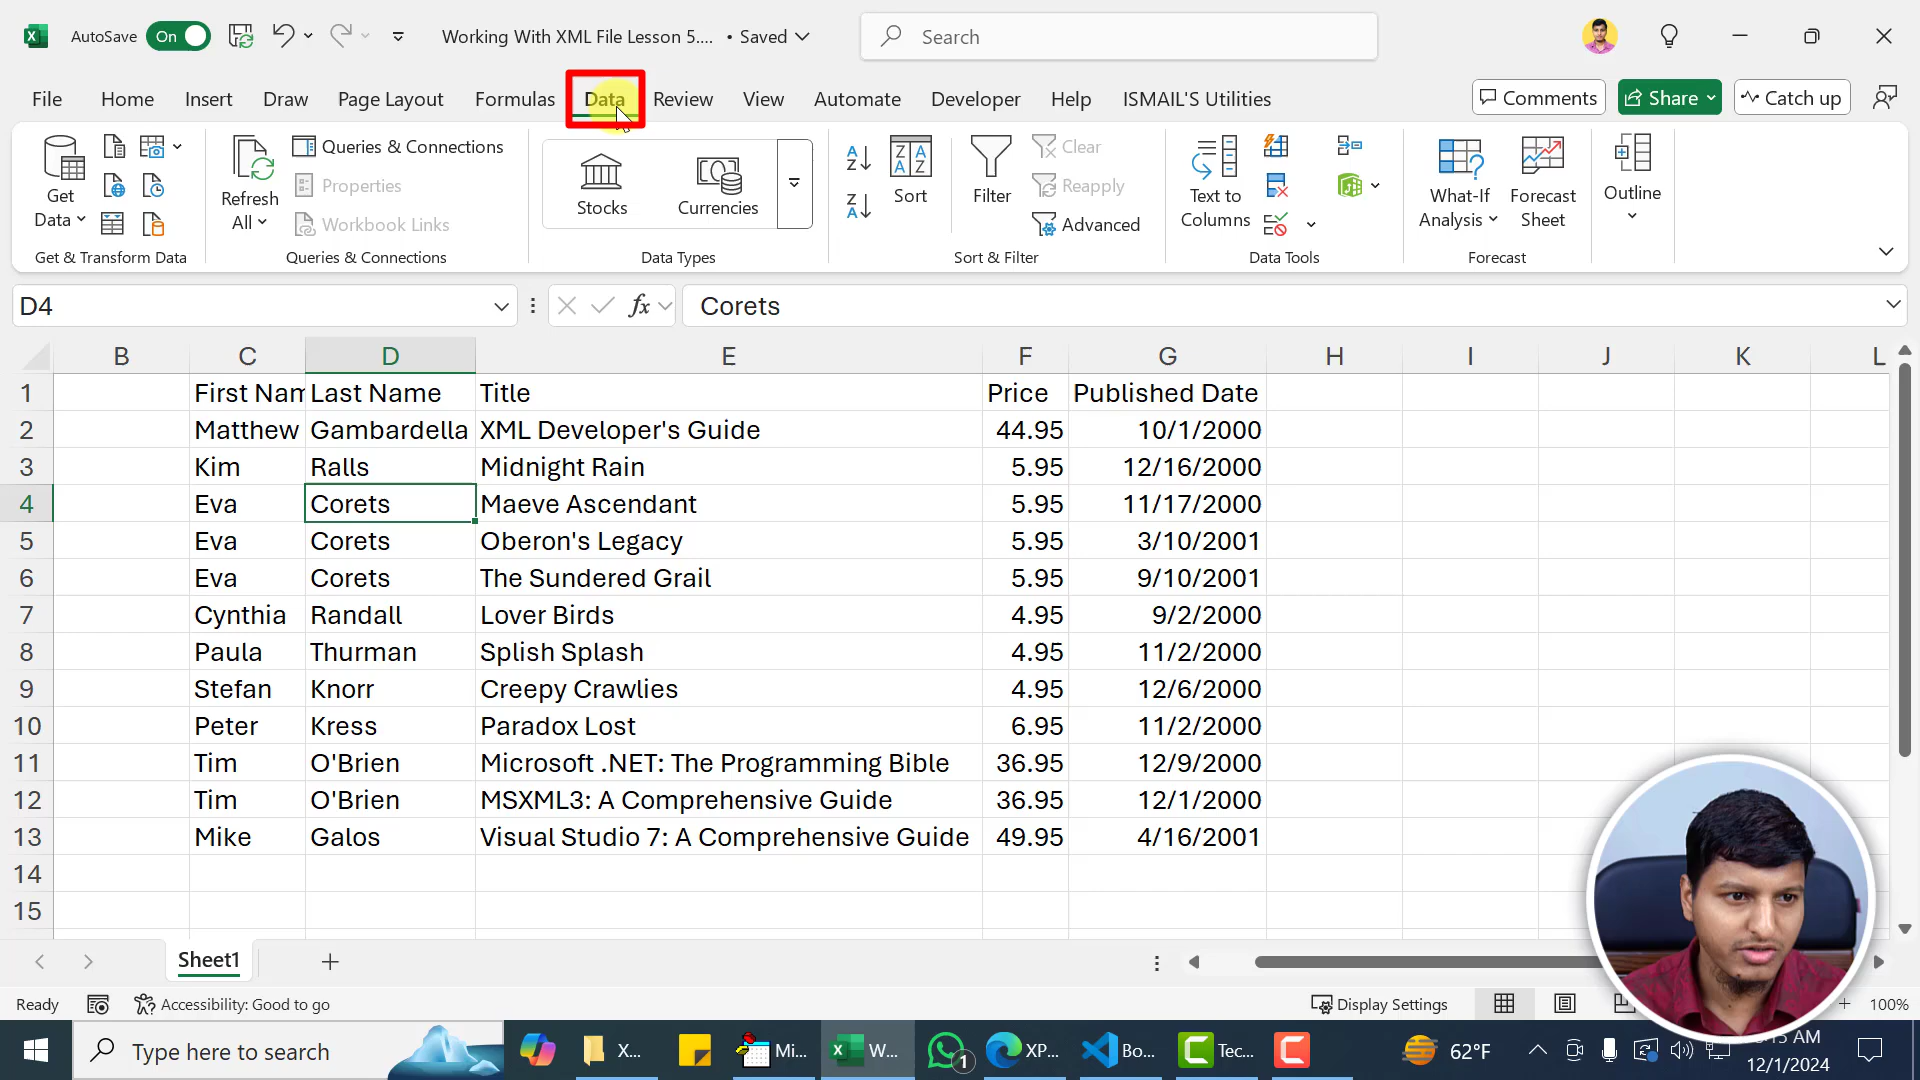 AutoSave On Working With XML File Lesson 5.... • Saved Search
File Home Insert Draw Page Layout Formulas Data Review View Automate Developer Help ISMAIL'S Utilities Comments Share Catch up
Get Data
Refresh All
Queries & Connections
Properties
Workbook Links
Stocks Currencies
Sort
Filter
Clear
Reapply
Advanced
Text to Columns
What-If Analysis
Forecast Sheet
Outline
Get & Transform Data Queries & Connections Data Types Sort & Filter Data Tools Forecast
D4 fx Corets
B C D E F G H I J K L
1 First Nam Last Name Title Price Published Date
2 Matthew Gambardella XML Developer's Guide 44.95 10/1/2000
3 Kim Ralls Midnight Rain 5.95 12/16/2000
4 Eva Corets Maeve Ascendant 5.95 11/17/2000
5 Eva Corets Oberon's Legacy 5.95 3/10/2001
6 Eva Corets The Sundered Grail 5.95 9/10/2001
7 Cynthia Randall Lover Birds 4.95 9/2/2000
8 Paula Thurman Splish Splash 4.95 11/2/2000
9 Stefan Knorr Creepy Crawlies 4.95 12/6/2000
10 Peter Kress Paradox Lost 6.95 11/2/2000
11 Tim O'Brien Microsoft .NET: The Programming Bible 36.95 12/9/2000
12 Tim O'Brien MSXML3: A Comprehensive Guide 36.95 12/1/2000
13 Mike Galos Visual Studio 7: A Comprehensive Guide 49.95 4/16/2001
14
15
Sheet1
Ready Accessibility: Good to go Display Settings 100%
Type here to search X... Mi... W... 1 XP... Bo... Tec... 62°F AM
12/1/2024